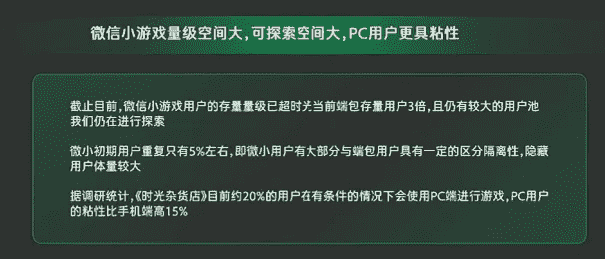 微信小游戏量级空间大，可探索空间大，PC用户更具粘性
截止目前，微信小游戏用户的存量量级已超时光当前端包存量用户3倍，且仍有较大的用户池
我们仍在进行探索
微小初期用户重复只有5%左右，即微小用户有大部分与端包用户具有一定的区分隔离性，隐藏
用户体量较大
据调研统计，《时光杂货店》目前约20%的用户在有条件的情况下会使用PC端进行游戏，PC用户
的粘性比手机端高15%